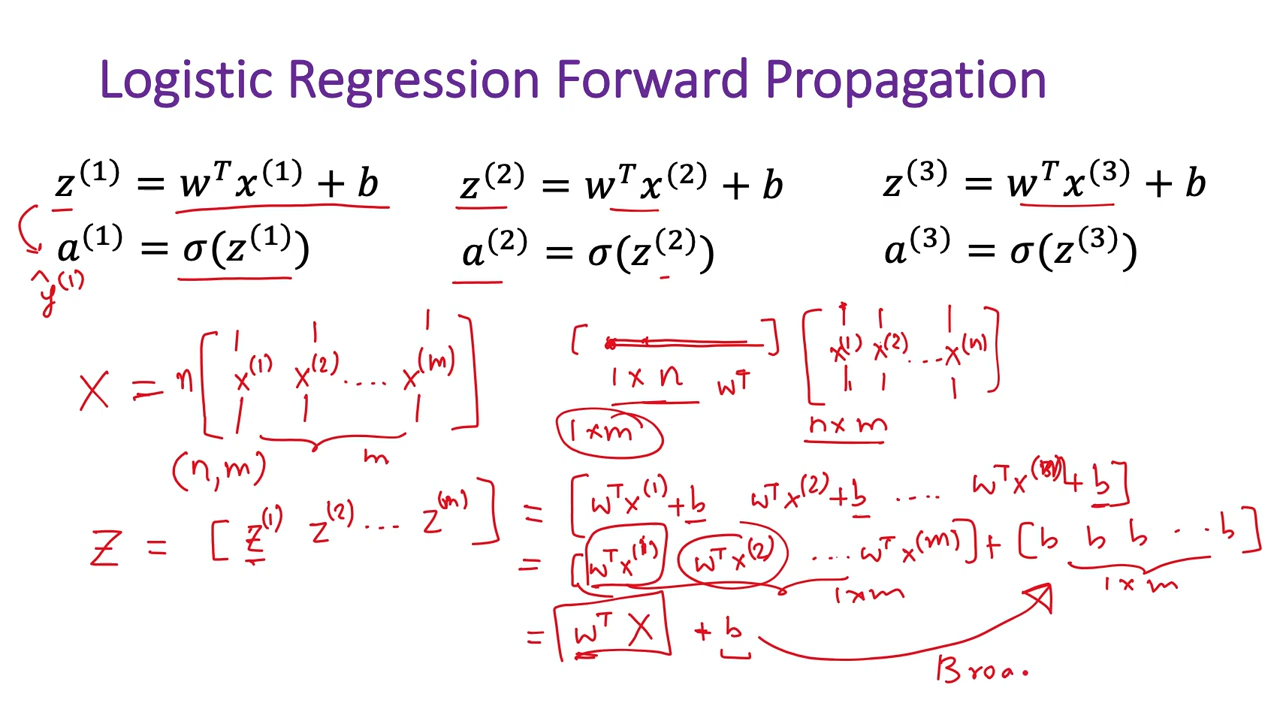 Logistic Regression Forward Propagation
z⁽¹⁾ = wᵀx⁽¹⁾ + b
a⁽¹⁾ = σ(z⁽¹⁾)
ŷ⁽¹⁾
z⁽²⁾ = wᵀx⁽²⁾ + b
a⁽²⁾ = σ(z⁽²⁾)
z⁽³⁾ = wᵀx⁽³⁾ + b
a⁽³⁾ = σ(z⁽³⁾)
X = n [ x⁽¹⁾ x⁽²⁾ .... x⁽ᵐ⁾ ]
(n,m) m
[ ] [ x⁽¹⁾ x⁽²⁾ ... x⁽ⁿ⁾ ]
1 x n wᵀ
1 x m n x m
Z = [ z⁽¹⁾ z⁽²⁾ ... z⁽ᵐ⁾ ] = [ wᵀx⁽¹⁾+b wᵀx⁽²⁾+b .... wᵀx⁽ᵐ⁾+b ]
= [ wᵀx⁽¹⁾ wᵀx⁽²⁾ .... wᵀx⁽ᵐ⁾ ] + [ b b b .. b ]
1 x m 1 x m
= wᵀ X + b
Broa.